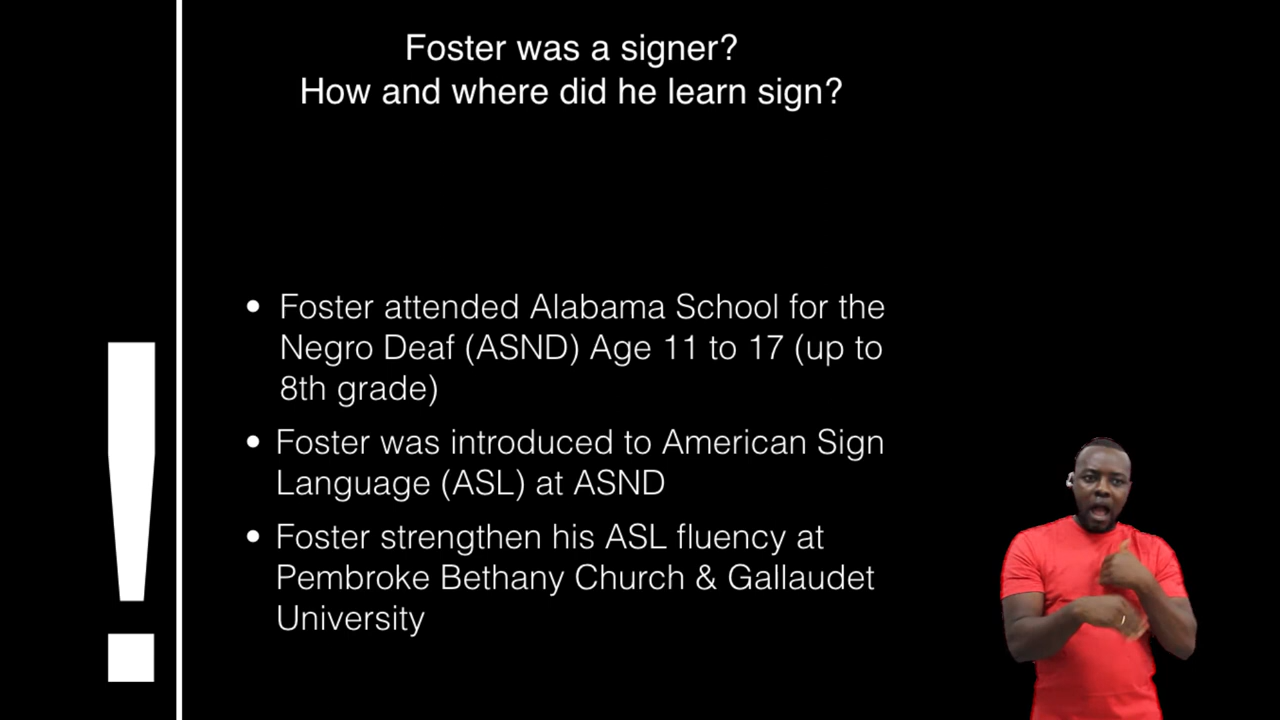 Foster was a signer?
How and where did he learn sign?
• Foster attended Alabama School for the
Negro Deaf (ASND) Age 11 to 17 (up to
8th grade)
• Foster was introduced to American Sign
Language (ASL) at ASND
• Foster strengthen his ASL fluency at
Pembroke Bethany Church & Gallaudet
University
!